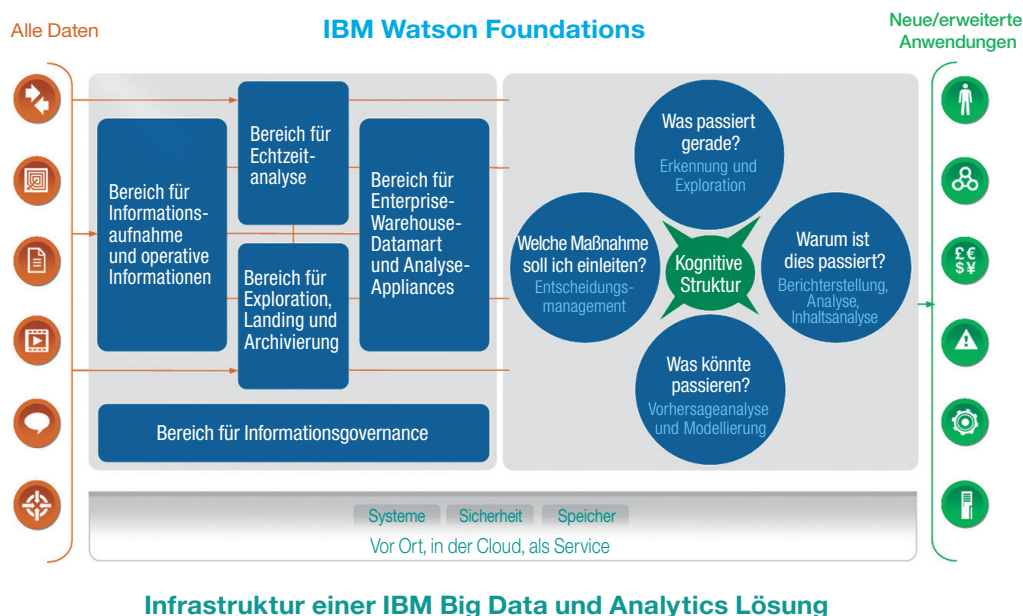 Alle Daten
IBM Watson Foundations
Neue/erweiterte
Anwendungen
Bereich für
Informations-
aufnahme
und operative
Informationen
Bereich für
Echtzeit-
analyse
Bereich für
Exploration,
Landing und
Archivierung
Bereich für
Enterprise-
Warehouse-
Datamart
und Analyse-
Appliances
Bereich für Informationsgovernance
Was passiert
gerade?
Erkennung und
Exploration
Welche Maßnahme
soll ich einleiten?
Entscheidungs-
management
Kognitive
Struktur
Warum ist
dies passiert?
Berichterstellung,
Analyse,
Inhaltsanalyse
Was könnte
passieren?
Vorhersageanalyse
und Modellierung
£€
$¥
Systeme Sicherheit Speicher
Vor Ort, in der Cloud, als Service
Infrastruktur einer IBM Big Data und Analytics Lösung